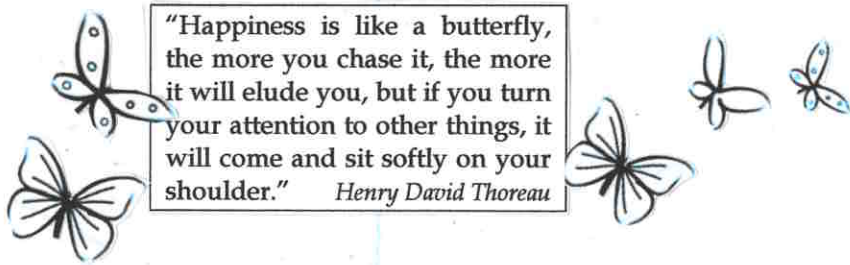 “Happiness is like a butterfly,
the more you chase it, the more
it will elude you, but if you turn
your attention to other things, it
will come and sit softly on your
shoulder.” Henry David Thoreau